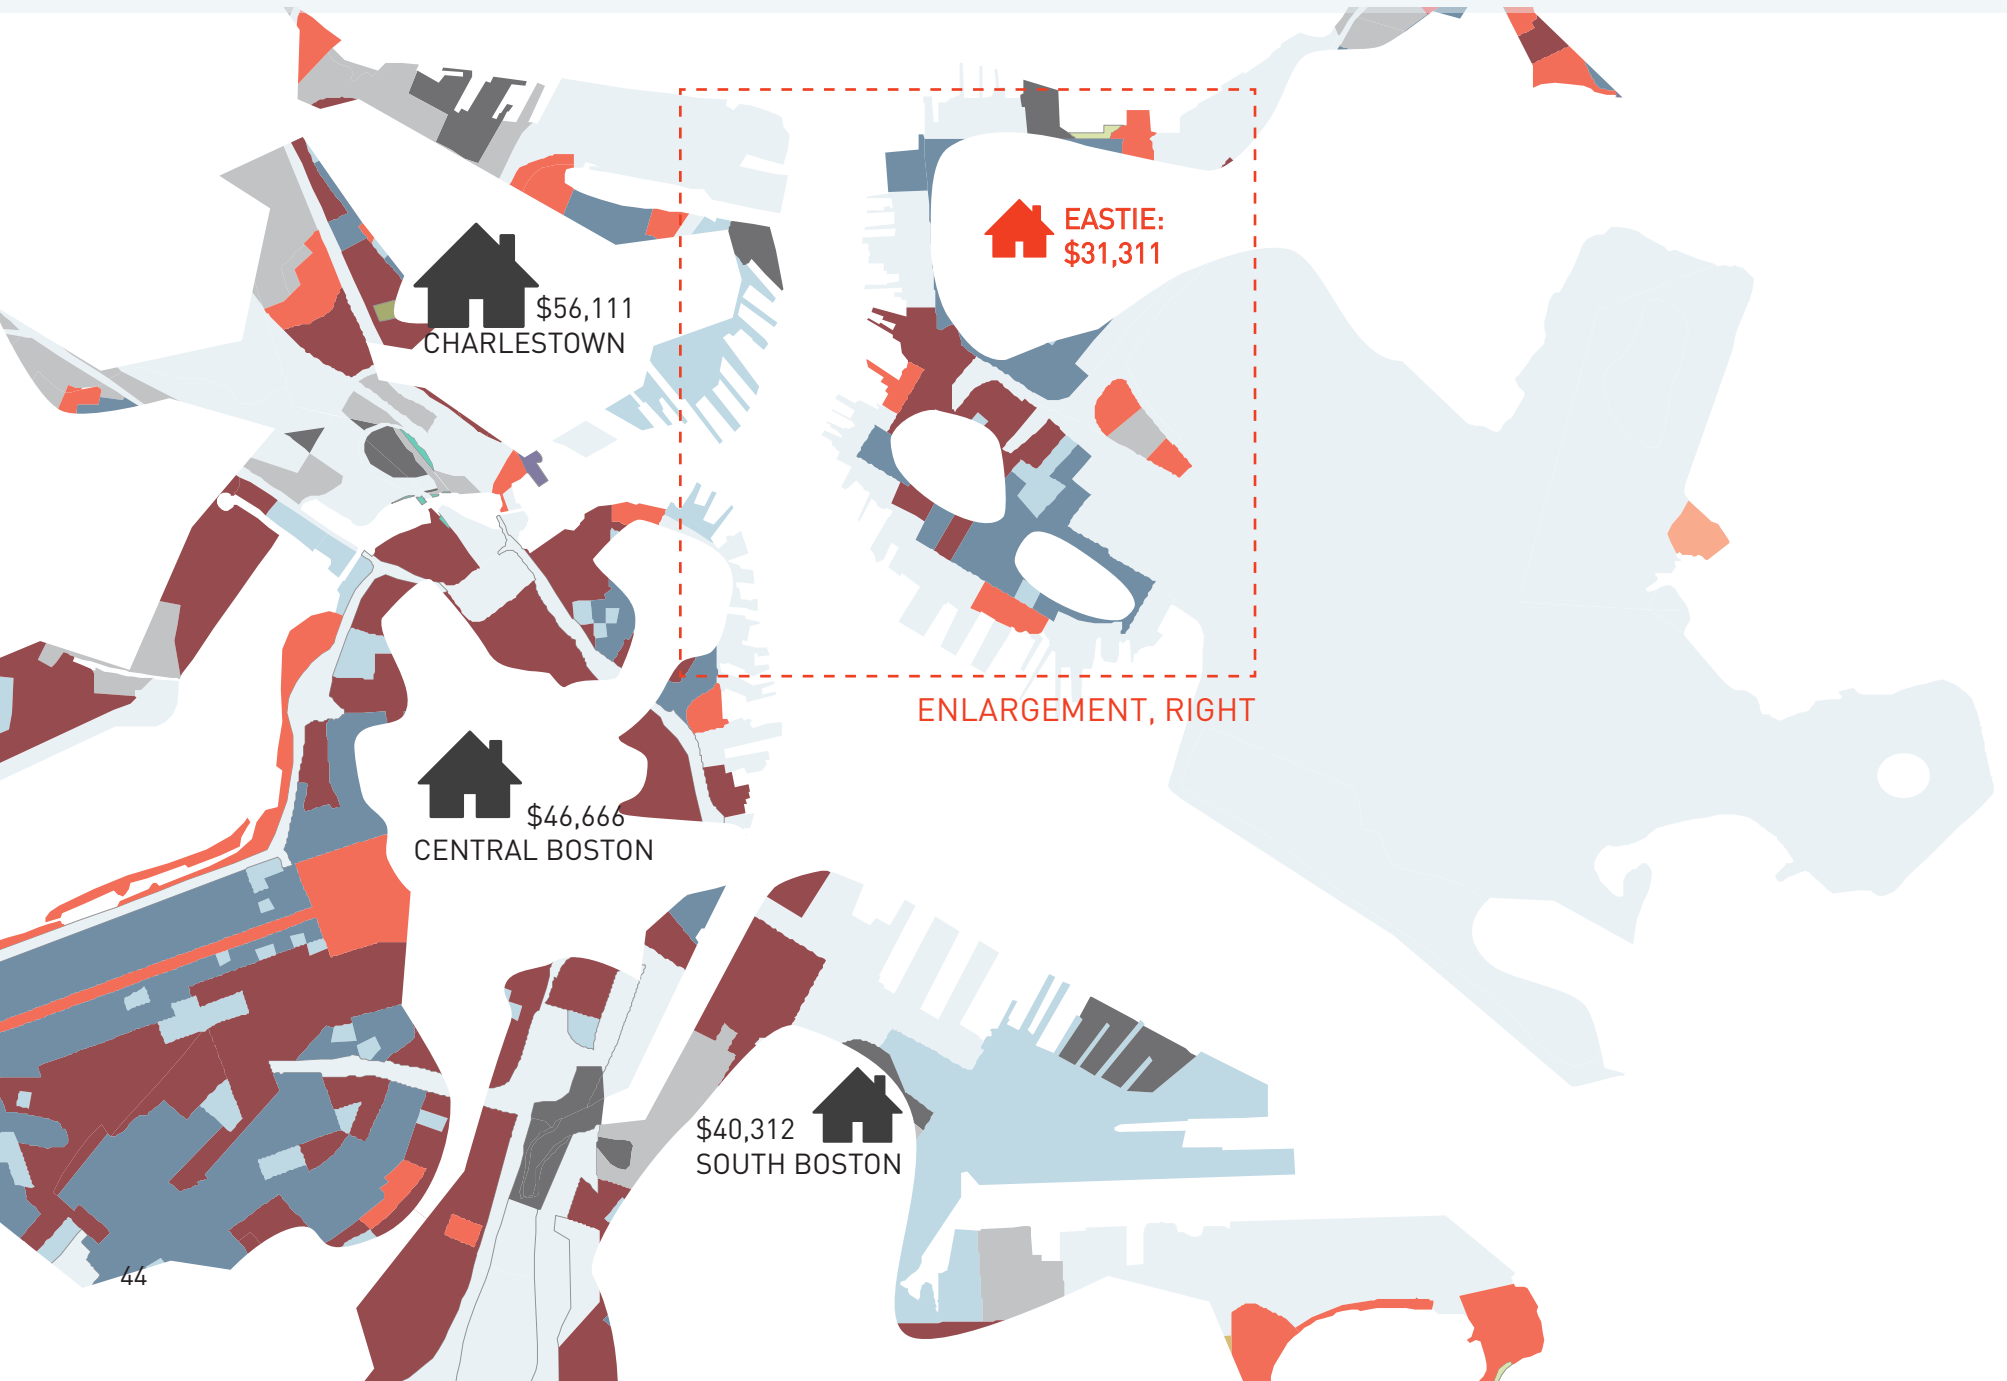 EASTIE:
$31,311
$56,111
CHARLESTOWN
ENLARGEMENT, RIGHT
$46,666
CENTRAL BOSTON
$40,312
SOUTH BOSTON
44